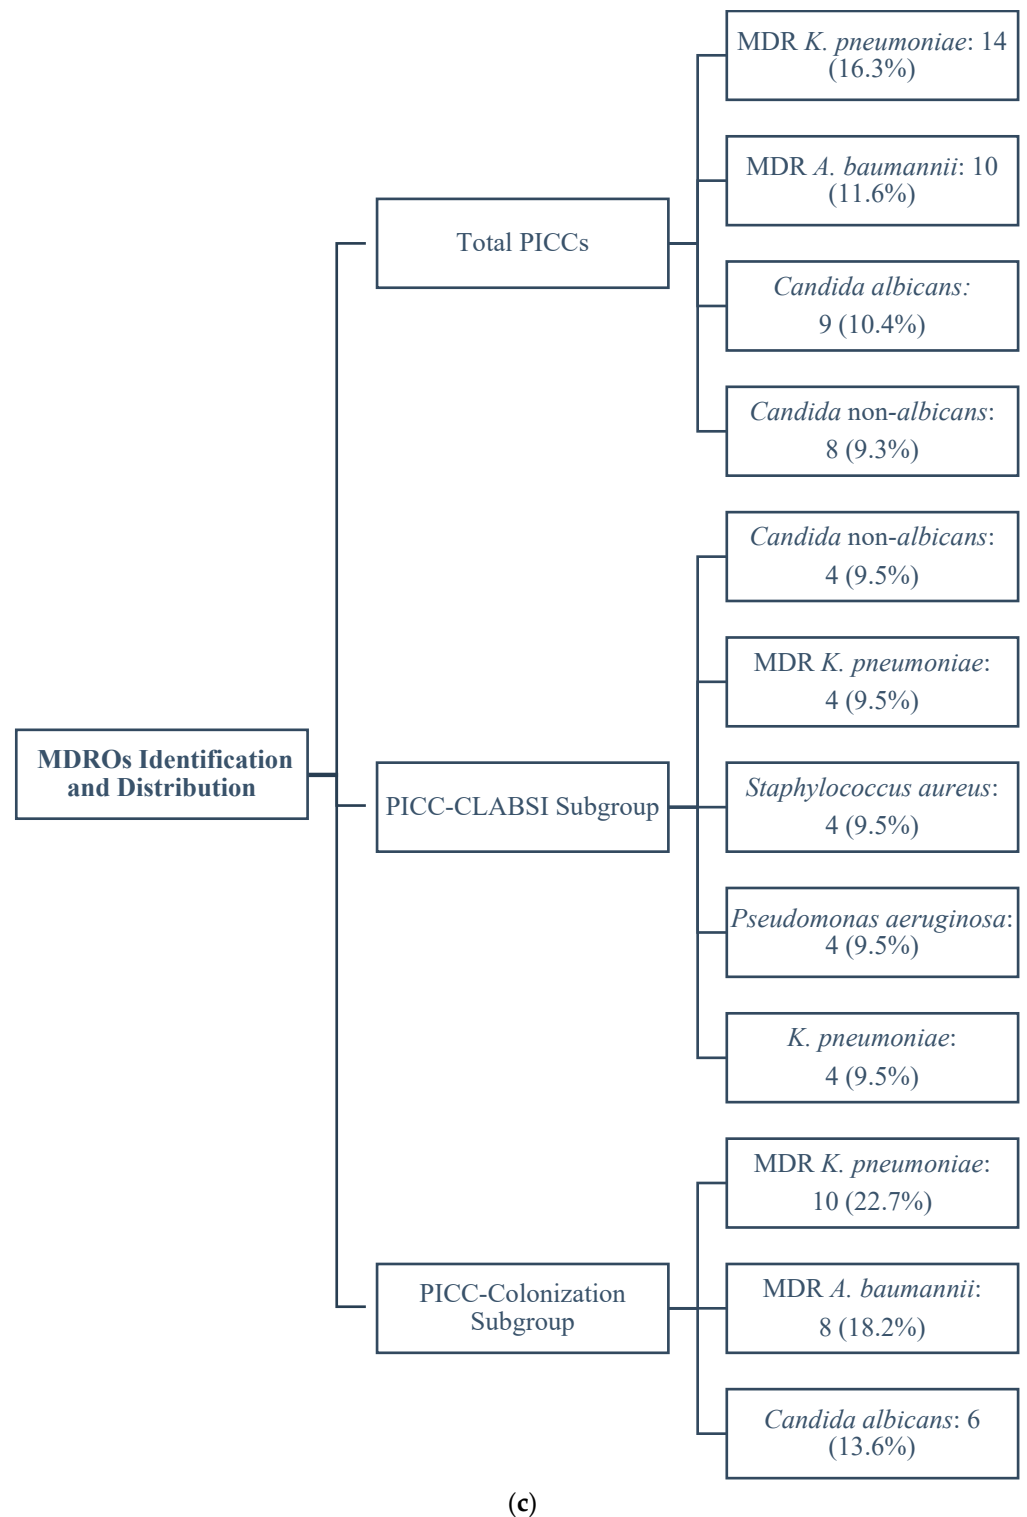 MDROs Identification
and Distribution
Total PICCs
MDR K. pneumoniae: 14
(16.3%)
MDR A. baumannii: 10
(11.6%)
Candida albicans:
9 (10.4%)
Candida non-albicans:
8 (9.3%)
PICC-CLABSI Subgroup
Candida non-albicans:
4 (9.5%)
MDR K. pneumoniae:
4 (9.5%)
Staphylococcus aureus:
4 (9.5%)
Pseudomonas aeruginosa:
4 (9.5%)
K. pneumoniae:
4 (9.5%)
PICC-Colonization
Subgroup
MDR K. pneumoniae:
10 (22.7%)
MDR A. baumannii:
8 (18.2%)
Candida albicans: 6
(13.6%)
(c)